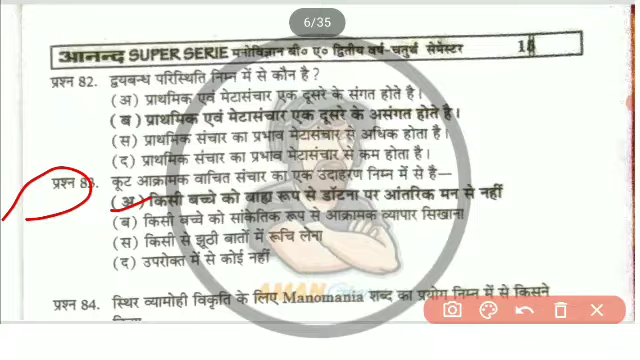 6/35
आनन्द SUPER SERIE मनोविज्ञान बी० ए० द्वितीय वर्ष-चतुर्थ सेमेस्टर
प्रश्न 82. द्वयबन्ध परिस्थिति निम्न में से कौन है?
(अ) प्राथमिक एवं मेटासंचार एक दूसरे के संगत होते है।
(ब) प्राथमिक एवं मेटासंचार एक दूसरे के असंगत होते है।
(स) प्राथमिक संचार का प्रभाव मेटासंचार से अधिक होता है।
(द) प्राथमिक संचार का प्रभाव मेटासंचार से कम होता है।
प्रश्न 83. कूट आक्रामक वाचित संचार का एक उदाहरण निम्न में से है—
(अ) किसी बच्चे को बाह्य रूप से डाँटना पर आंतरिक मन से नहीं
(ब) किसी बच्चे को सांकेतिक रूप से आक्रामक व्यापार सिखाना
(स) किसी से झूठी बातों में रूचि लेना
(द) उपरोक्त में से कोई नहीं
प्रश्न 84. स्थिर व्यामोही विकृति के लिए Manomania शब्द का प्रयोग निम्न में से किसने